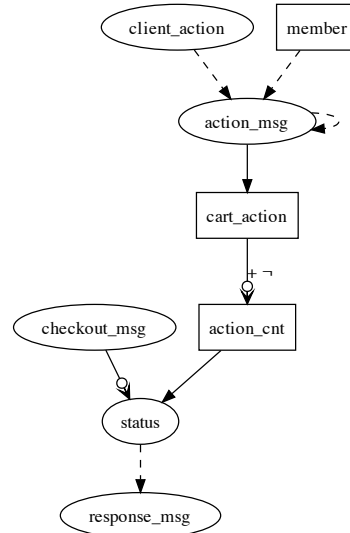 client_action member
action_msg
cart_action
+ ¬
checkout_msg action_cnt
status
response_msg